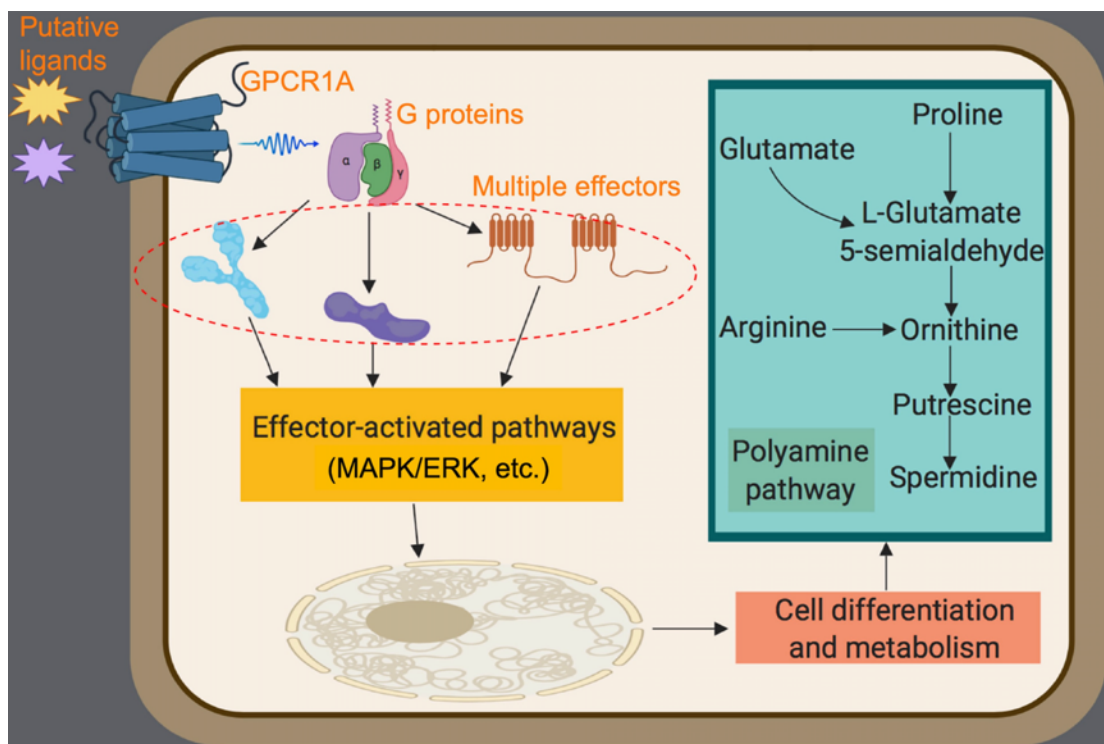 Putative
ligands
GPCR1A
G proteins
α
β
γ
Multiple effectors
Effector-activated pathways
(MAPK/ERK, etc.)
Proline
Glutamate
L-Glutamate
5-semialdehyde
Arginine
Ornithine
Putrescine
Polyamine
pathway
Spermidine
Cell differentiation
and metabolism